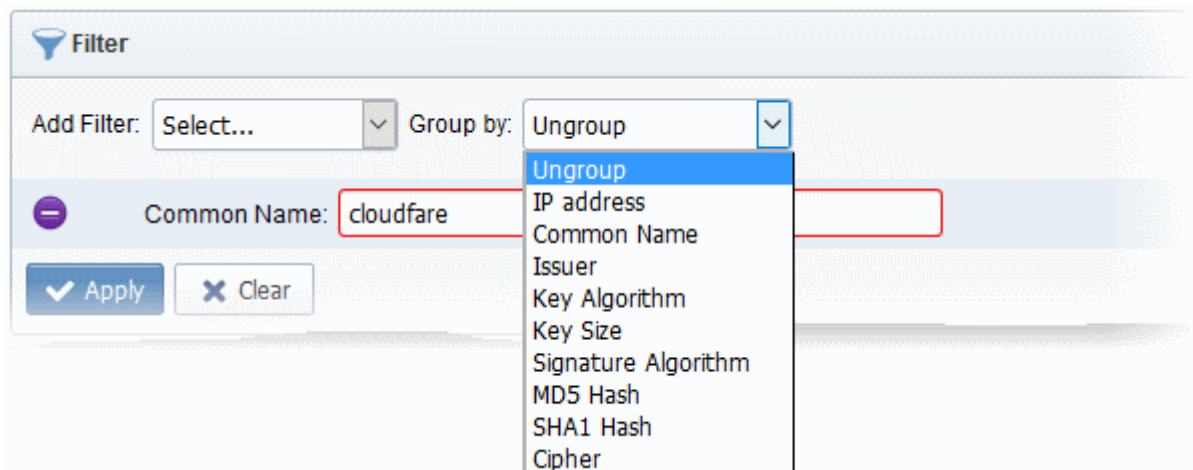 Filter
Add Filter: Select... Group by: Ungroup
Ungroup
IP address
Common Name: cloudfare
Common Name
Issuer
Key Algorithm
Apply Clear
Key Size
Signature Algorithm
MD5 Hash
SHA1 Hash
Cipher